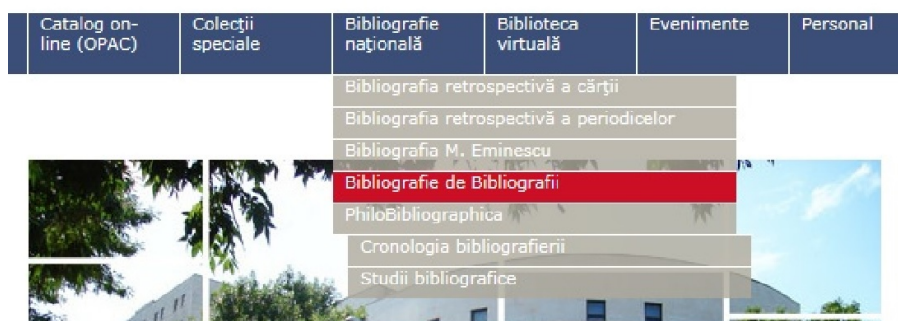 Catalog on-
line (OPAC)
Colecţii
speciale
Bibliografie
naţională
Biblioteca
virtuală
Evenimente
Personal
Bibliografia retrospectivă a cărţii
Bibliografia retrospectivă a periodicelor
Bibliografia M. Eminescu
Bibliografie de Bibliografii
PhiloBibliographica
Cronologia bibliografierii
Studii bibliografice